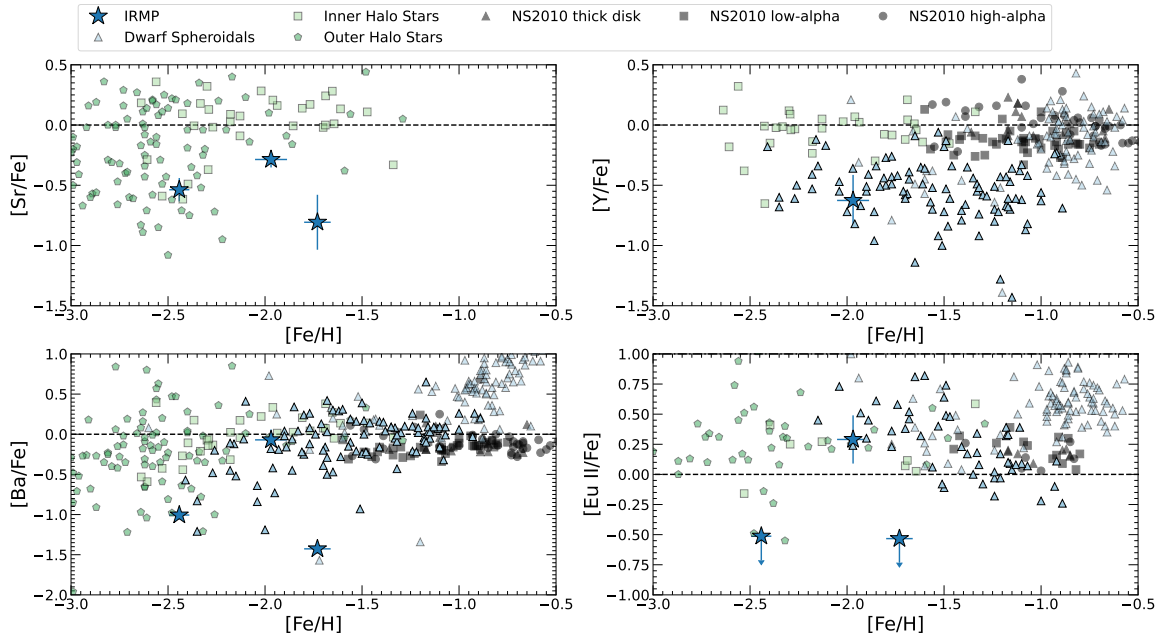 IRMP Inner Halo Stars NS2010 thick disk NS2010 low-alpha NS2010 high-alpha
Dwarf Spheroidals Outer Halo Stars
0.5
0.0
−0.5
−1.0
−1.5
[Sr/Fe]
−3.0 −2.5 −2.0 −1.5 −1.0 −0.5
[Fe/H]
0.5
0.0
−0.5
−1.0
−1.5
[Y/Fe]
−3.0 −2.5 −2.0 −1.5 −1.0 −0.5
[Fe/H]
1.0
0.5
0.0
−0.5
−1.0
−1.5
−2.0
[Ba/Fe]
−3.0 −2.5 −2.0 −1.5 −1.0 −0.5
[Fe/H]
1.00
0.75
0.50
0.25
0.00
−0.25
−0.50
−0.75
−1.00
[Eu II/Fe]
−3.0 −2.5 −2.0 −1.5 −1.0 −0.5
[Fe/H]